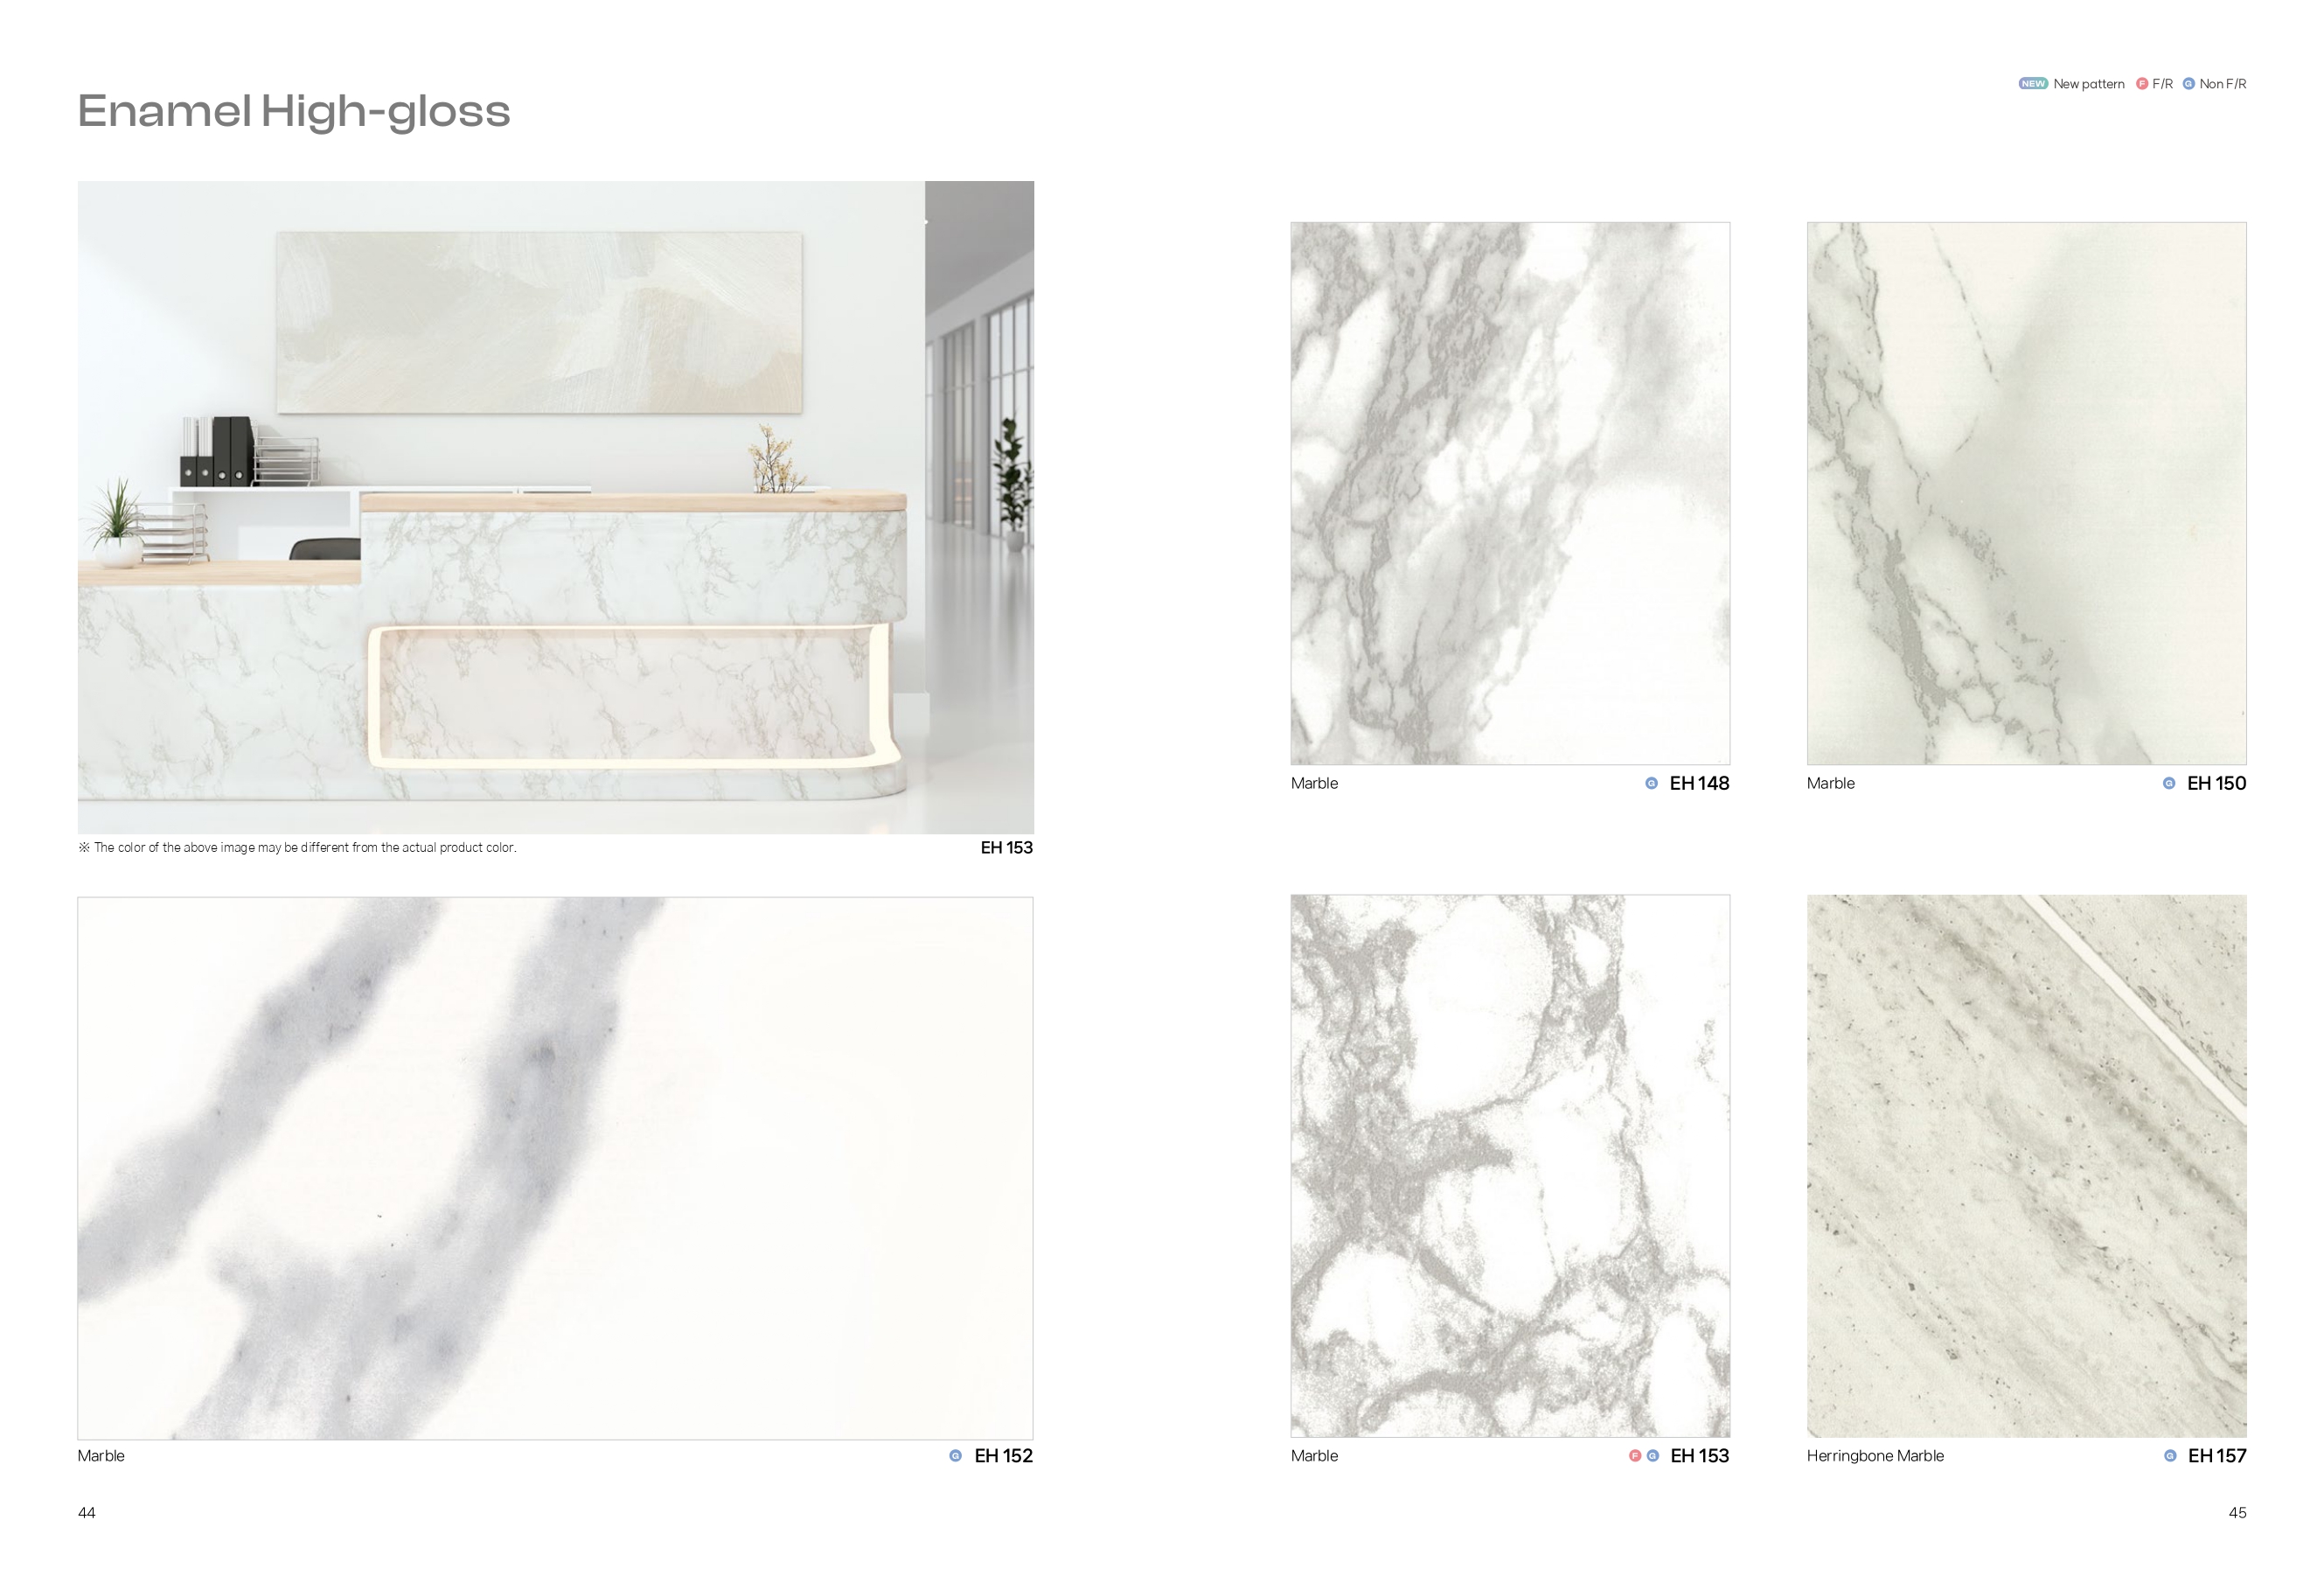 Enamel High-gloss
NEW New pattern F F/R G Non F/R
※ The color of the above image may be different from the actual product color.
EH 153
Marble
G EH 152
44
Marble
G EH 148
Marble
G EH 150
Marble
F G EH 153
Herringbone Marble
G EH 157
45